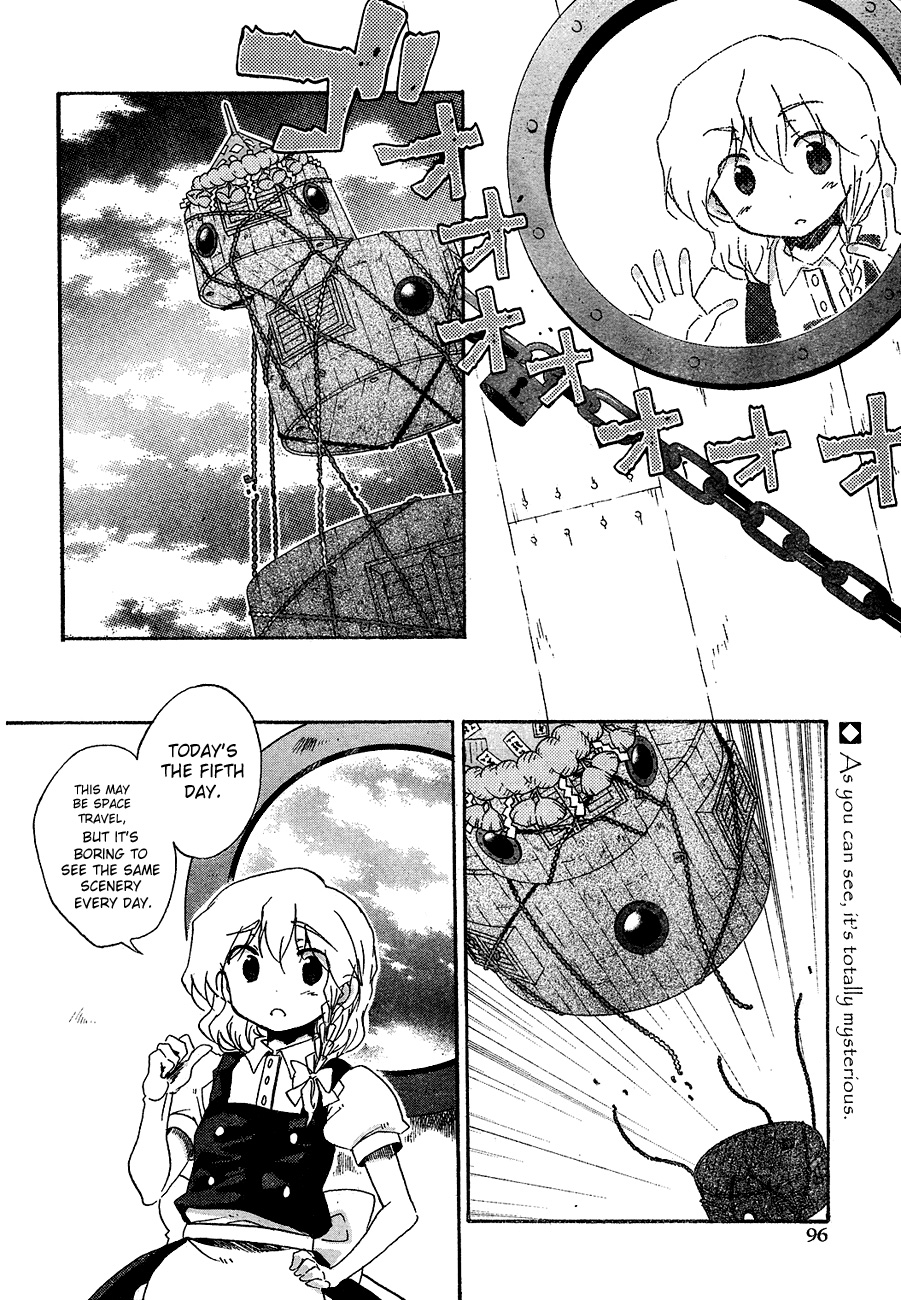 ゴオオオオオオオ
As you can see, it's totally mysterious.
TODAY'S
THE FIFTH
DAY.
THIS MAY
BE SPACE
TRAVEL,
BUT IT'S
BORING TO
SEE THE SAME
SCENERY
EVERY DAY.
96